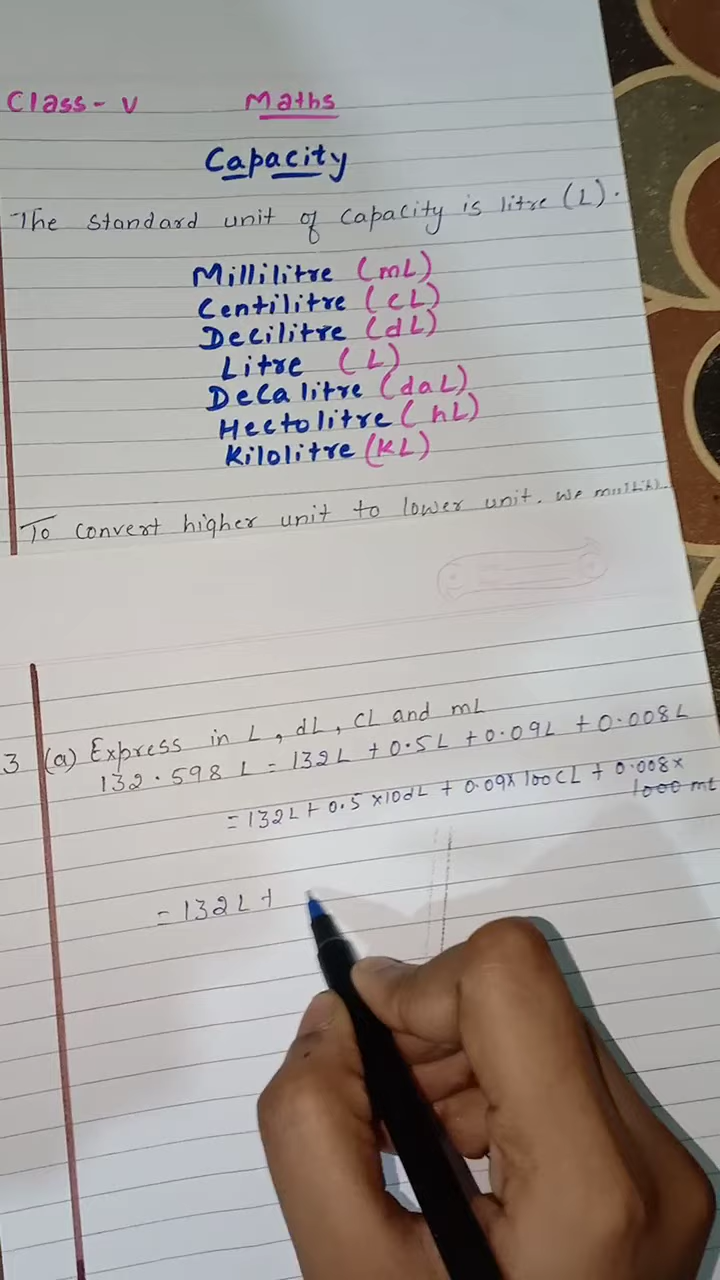 Class - V Maths
Capacity
The standard unit of capacity is litre (L).
Millilitre (mL)
Centilitre (cL)
Decilitre (dL)
Litre (L)
Decalitre (daL)
Hectolitre (hL)
Kilolitre (KL)
To convert higher unit to lower unit. We
3 (a) Express in L, dL, CL and mL
132.598 L = 132L + 0.5L + 0.09L + 0.008L
= 132L + 0.5 × 10dL + 0.09 × 100CL + 0.008 ×
1000 mL
= 132L +